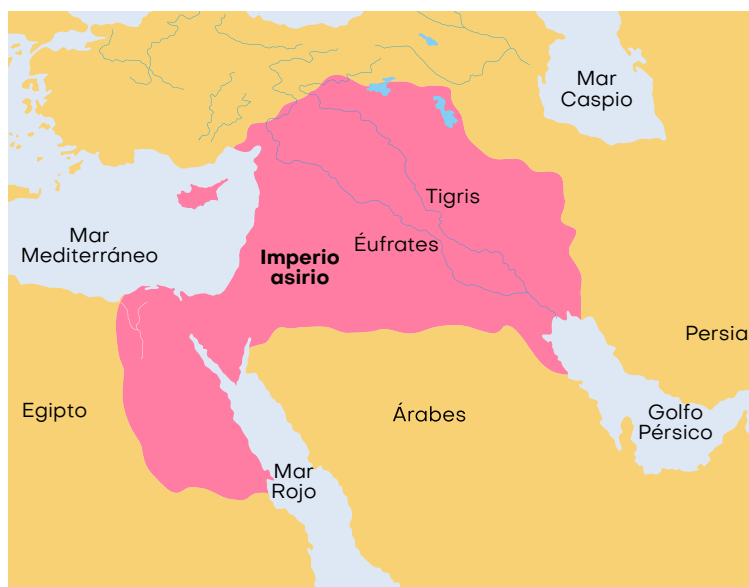 Mar
Caspio
Tigris
Mar
Mediterráneo
Éufrates
Imperio
asirio
Persia
Egipto
Árabes
Golfo
Pérsico
Mar
Rojo